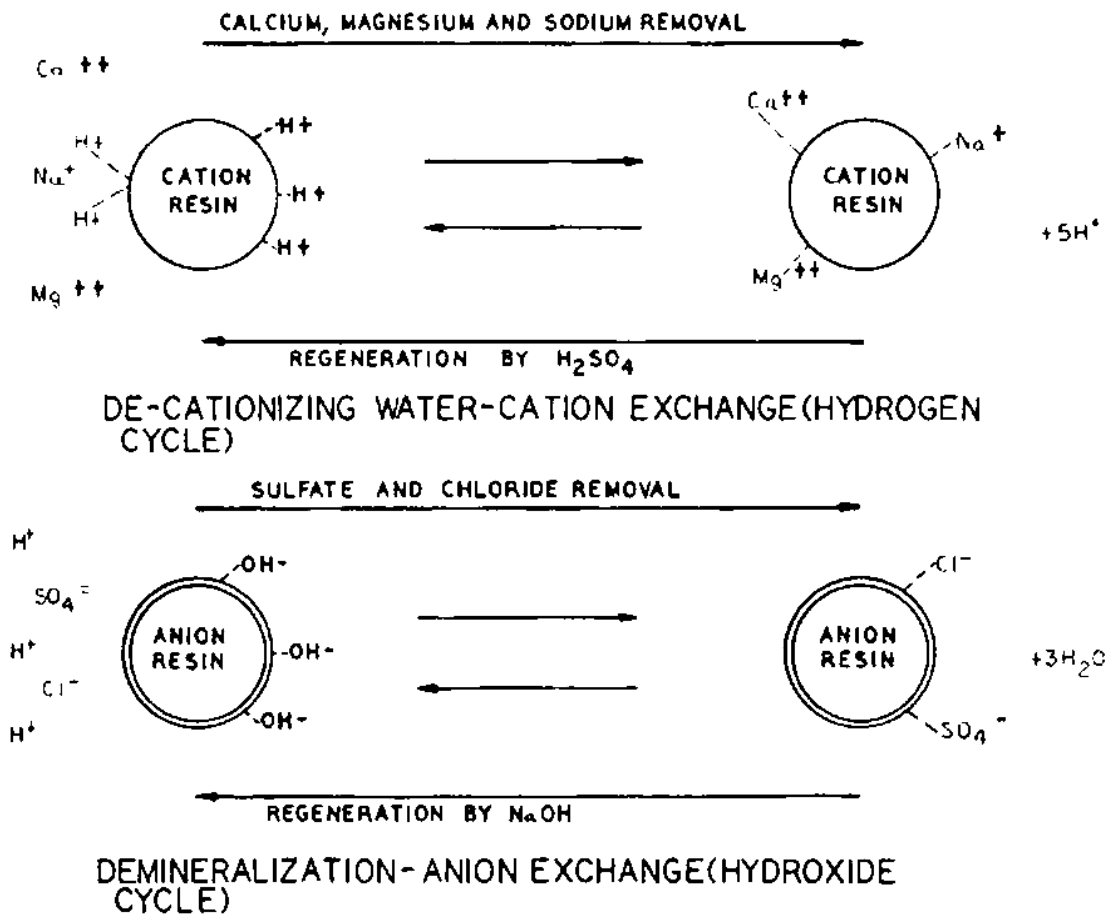 CALCIUM, MAGNESIUM AND SODIUM REMOVAL
Ca ++
H+
Na+
H+
Mg ++
CATION
RESIN
H+
H+
H+
Ca++
Na+
CATION
RESIN
Mg++
+5H+
REGENERATION BY H2SO4
DE-CATIONIZING WATER-CATION EXCHANGE(HYDROGEN
CYCLE)
SULFATE AND CHLORIDE REMOVAL
H+
SO4=
H+
Cl-
H+
ANION
RESIN
OH-
OH-
OH-
Cl-
ANION
RESIN
SO4-
+3H2O
REGENERATION BY NaOH
DEMINERALIZATION-ANION EXCHANGE(HYDROXIDE
CYCLE)